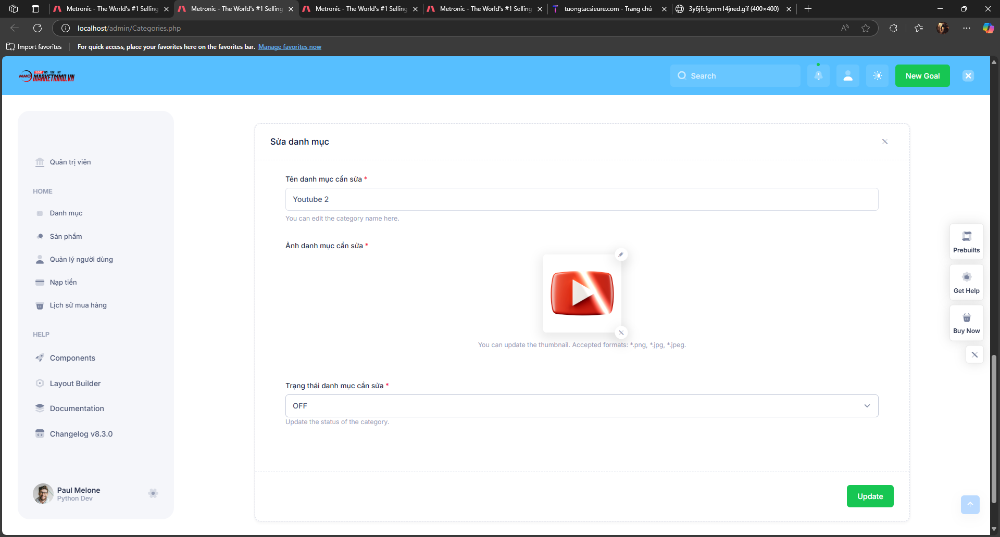 Metronic - The World's #1 Selling
Metronic - The World's #1 Selling
Metronic - The World's #1 Selling
Metronic - The World's #1 Selling
tuongtacsieure.com - Trang chủ
3y6jfcfgmm14jned.gif (400×400)
localhost/admin/Categories.php
Import favorites
For quick access, place your favorites here on the favorites bar. Manage favorites now
MMO MARKETMMO.VN
Search
New Goal
Quản trị viên
HOME
Danh mục
Sản phẩm
Quản lý người dùng
Nạp tiền
Lịch sử mua hàng
HELP
Components
Layout Builder
Documentation
Changelog v8.3.0
Paul Melone
Python Dev
Sửa danh mục
Tên danh mục cần sửa *
Youtube 2
You can edit the category name here.
Ảnh danh mục cần sửa *
You can update the thumbnail. Accepted formats: *.png, *.jpg, *.jpeg.
Trạng thái danh mục cần sửa *
OFF
Update the status of the category.
Update
Prebuilts
Get Help
Buy Now